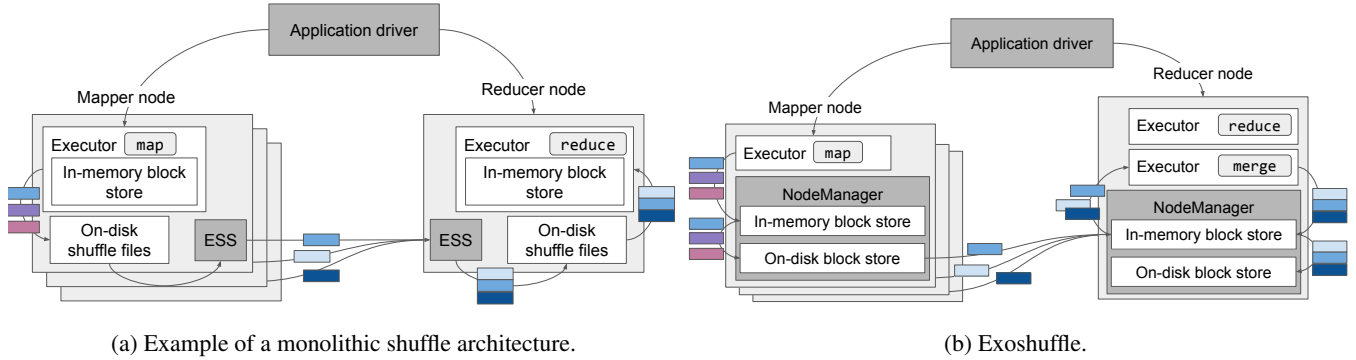 Application driver
Mapper node
Reducer node
Executor map
In-memory block
store
On-disk
shuffle files
ESS
Executor reduce
In-memory block
store
ESS
On-disk
shuffle files
(a) Example of a monolithic shuffle architecture.
Application driver
Mapper node
Reducer node
Executor map
NodeManager
In-memory block store
On-disk block store
Executor reduce
Executor merge
NodeManager
In-memory block store
On-disk block store
(b) Exoshuffle.